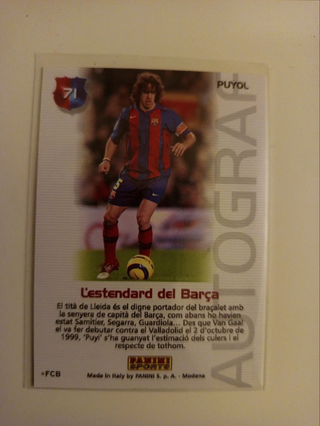 71
PUYOL
AUTÒGRAF
L'estendard del Barça
El tità de Lleida és el digne portador del braçalet amb
la senyera de capità del Barça, com abans ho havien
estat Samitier, Segarra, Guardiola... Des que Van Gaal
el va fer debutar contra el Valladolid el 2 d'octubre de
1999, 'Puyi' s'ha guanyat l'estimació dels culers i el
respecte de tothom.
PANINI
SPORTS
*FCB
Made in Italy by PANINI S. p. A. - Modena